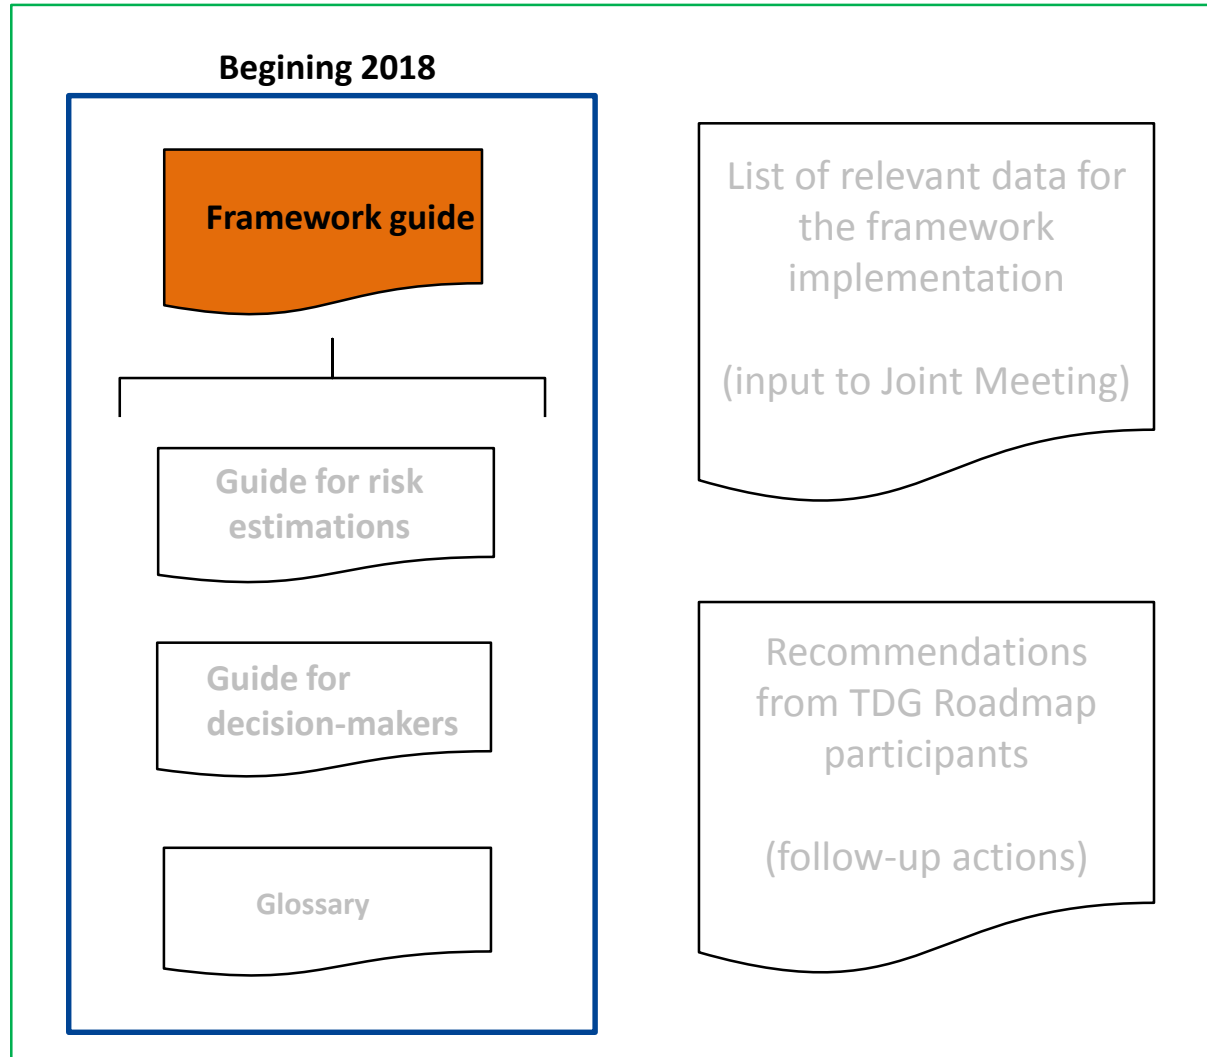 Begining 2018
Framework guide
Guide for risk
estimations
Guide for
decision-makers
Glossary
List of relevant data for
the framework
implementation
(input to Joint Meeting)
Recommendations
from TDG Roadmap
participants
(follow-up actions)